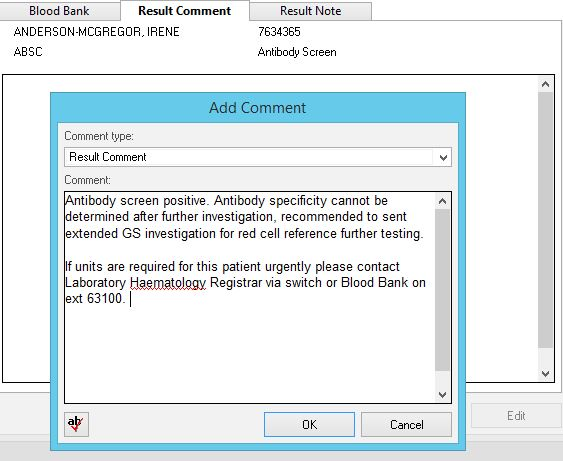 Blood Bank Result Comment Result Note
ANDERSON-MCGREGOR, IRENE 7634365
ABSC Antibody Screen
Add Comment
Comment type:
Result Comment
Comment:
Antibody screen positive. Antibody specificity cannot be
determined after further investigation, recommended to sent
extended GS investigation for red cell reference further testing.
If units are required for this patient urgently please contact
Laboratory Haematology Registrar via switch or Blood Bank on
ext 63100.
ab OK Cancel
Edit